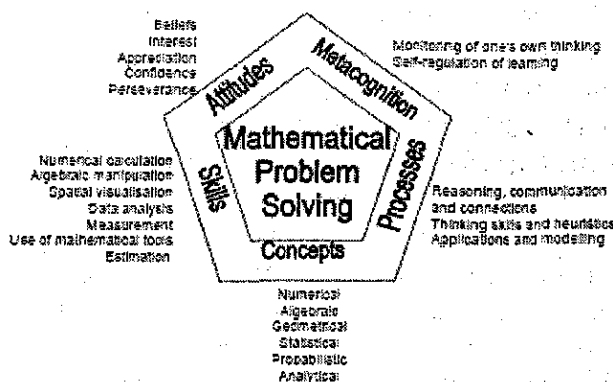 Beliefs
Interest
Appreciation
Confidence
Perseverance
Attitudes
Metacognition
Monitoring of one's own thinking
Self-regulation of learning
Mathematical
Problem
Solving
Numerical calculation
Algebraic manipulation
Spatial visualisation
Data analysis
Measurement
Use of mathematical tools
Estimation
Skills
Processes
Reasoning, communication
and connections
Thinking skills and heuristics
Applications and modelling
Concepts
Numerical
Algebraic
Geometrical
Statistical
Probabilistic
Analytical